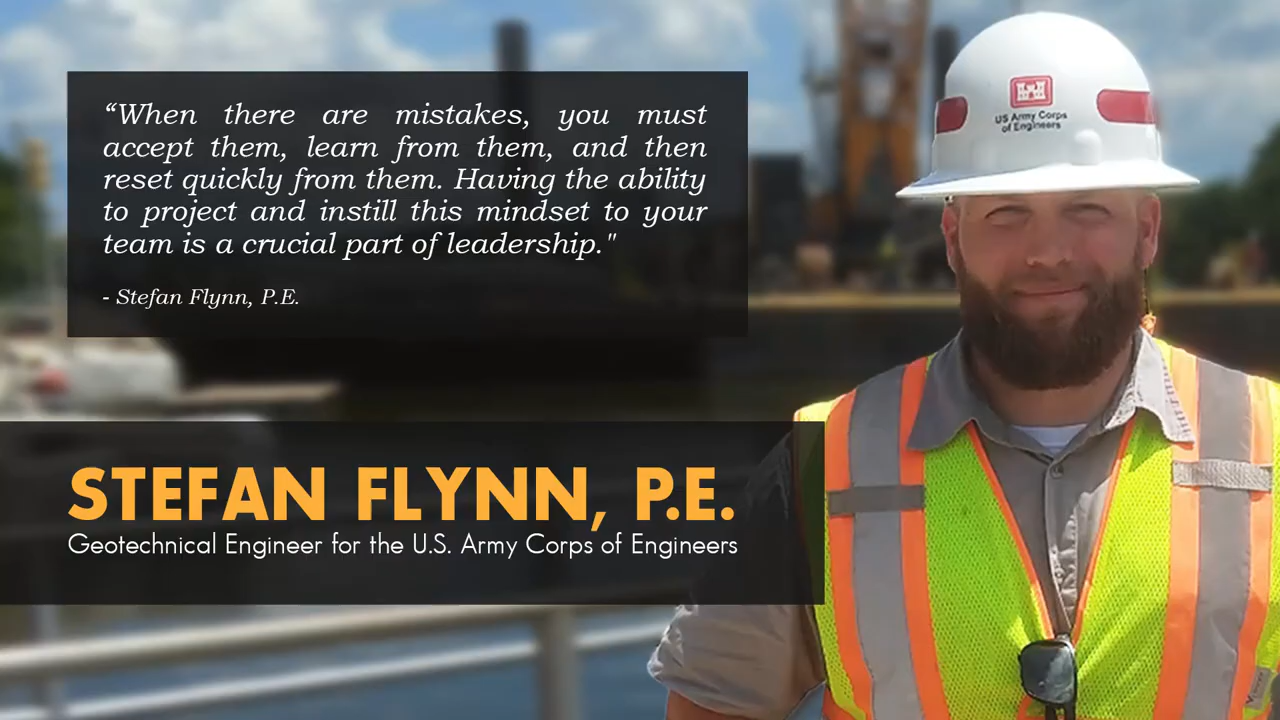 “When there are mistakes, you must
accept them, learn from them, and then
reset quickly from them. Having the ability
to project and instill this mindset to your
team is a crucial part of leadership."
- Stefan Flynn, P.E.
US Army Corps
of Engineers
STEFAN FLYNN, P.E.
Geotechnical Engineer for the U.S. Army Corps of Engineers